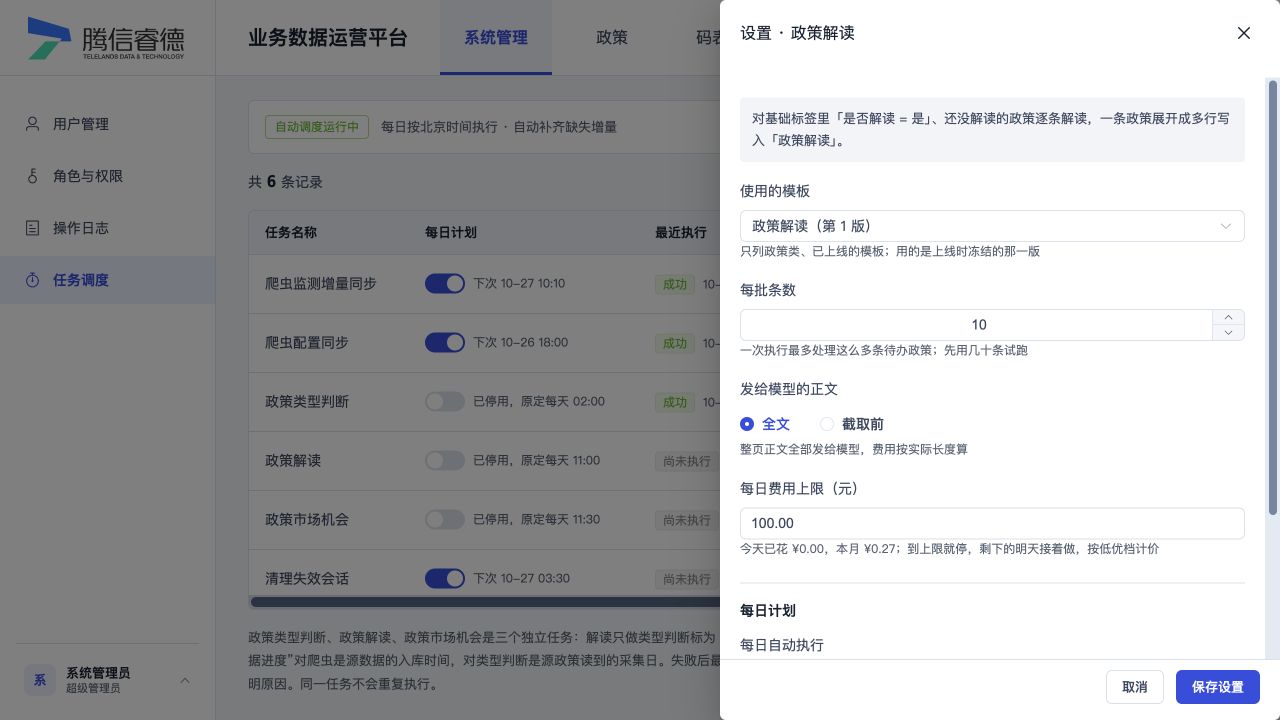 腾信睿德
TELELANDS DATA & TECHNOLOGY
业务数据运营平台
系统管理
政策
码表
用户管理
角色与权限
操作日志
任务调度
系
系统管理员
超级管理员
自动调度运行中
每日按北京时间执行 · 自动补齐缺失增量
共 6 条记录
任务名称 每日计划 最近执行
爬虫监测增量同步 下次 10-27 10:10 成功 10-
爬虫配置同步 下次 10-26 18:00 成功 10-
政策类型判断 已停用，原定每天 02:00 成功 10-
政策解读 已停用，原定每天 11:00 尚未执行
政策市场机会 已停用，原定每天 11:30 尚未执行
清理失效会话 下次 10-27 03:30 尚未执行
政策类型判断、政策解读、政策市场机会是三个独立任务：解读只做类型判断标为
据进度”对爬虫是源数据的入库时间，对类型判断是源政策读到的采集日。失败后最
明原因。同一任务不会重复执行。
设置 · 政策解读
对基础标签里「是否解读 = 是」、还没解读的政策逐条解读，一条政策展开成多行写
入「政策解读」。
使用的模板
政策解读（第 1 版）
只列政策类、已上线的模板；用的是上线时冻结的那一版
每批条数
10
一次执行最多处理这么多条待办政策；先用几十条试跑
发给模型的正文
全文 截取前
整页正文全部发给模型，费用按实际长度算
每日费用上限（元）
100.00
今天已花 ¥0.00，本月 ¥0.27；到上限就停，剩下的明天接着做，按低优档计价
每日计划
每日自动执行
取消 保存设置